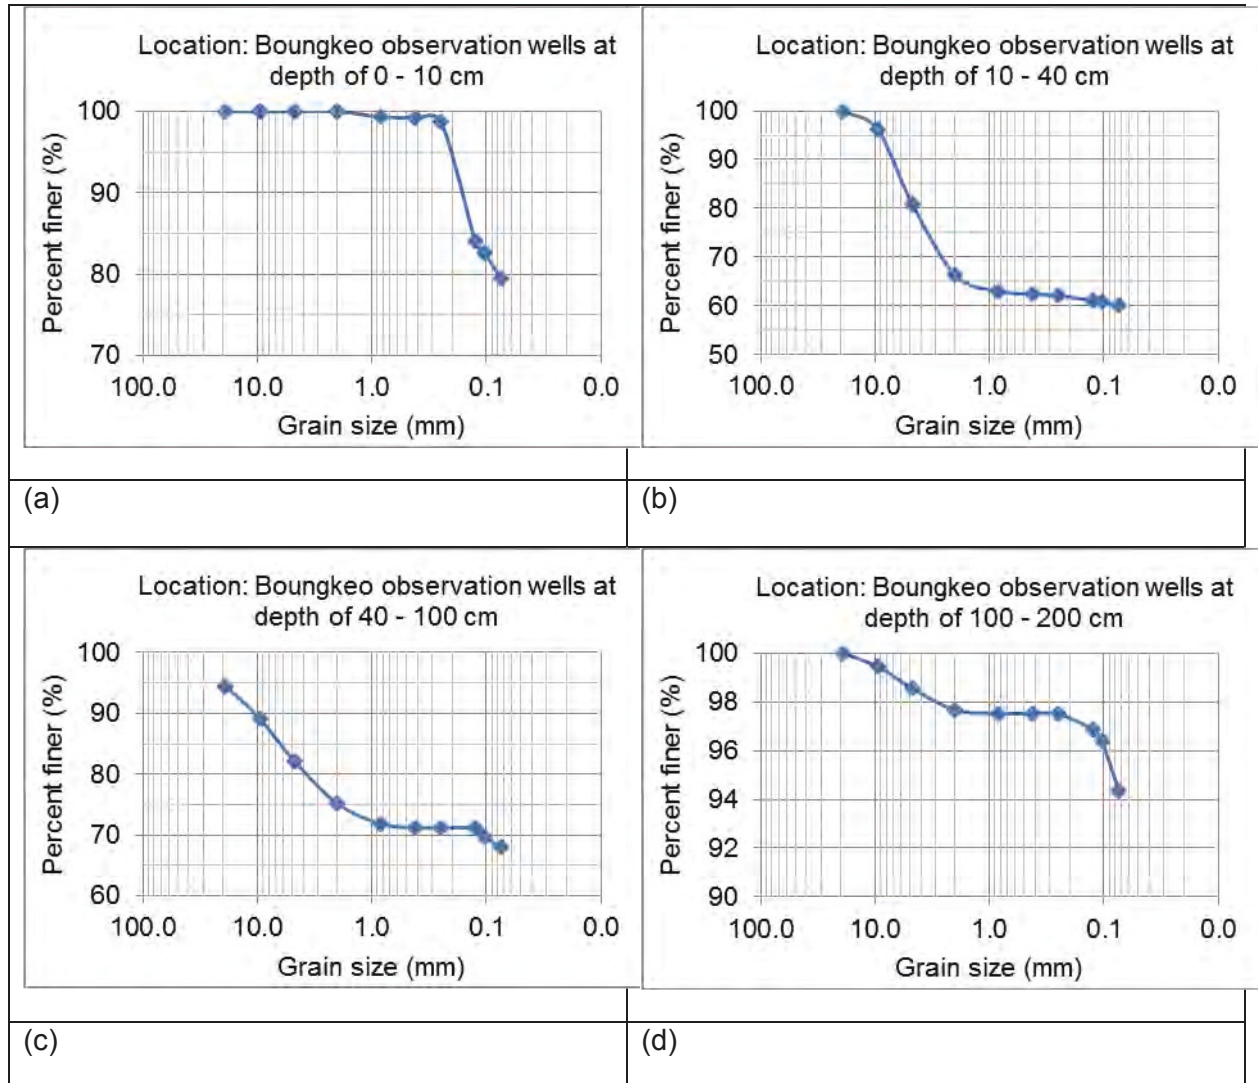 Location: Boungkeo observation wells at
depth of 0 - 10 cm
Percent finer (%)
100
90
80
70
100.0 10.0 1.0 0.1 0.0
Grain size (mm)
Location: Boungkeo observation wells at
depth of 10 - 40 cm
Percent finer (%)
100
90
80
70
60
50
100.0 10.0 1.0 0.1 0.0
Grain size (mm)
(a)
(b)
Location: Boungkeo observation wells at
depth of 40 - 100 cm
Percent finer (%)
100
90
80
70
60
100.0 10.0 1.0 0.1 0.0
Grain size (mm)
Location: Boungkeo observation wells at
depth of 100 - 200 cm
Percent finer (%)
100
98
96
94
92
90
100.0 10.0 1.0 0.1 0.0
Grain size (mm)
(c)
(d)